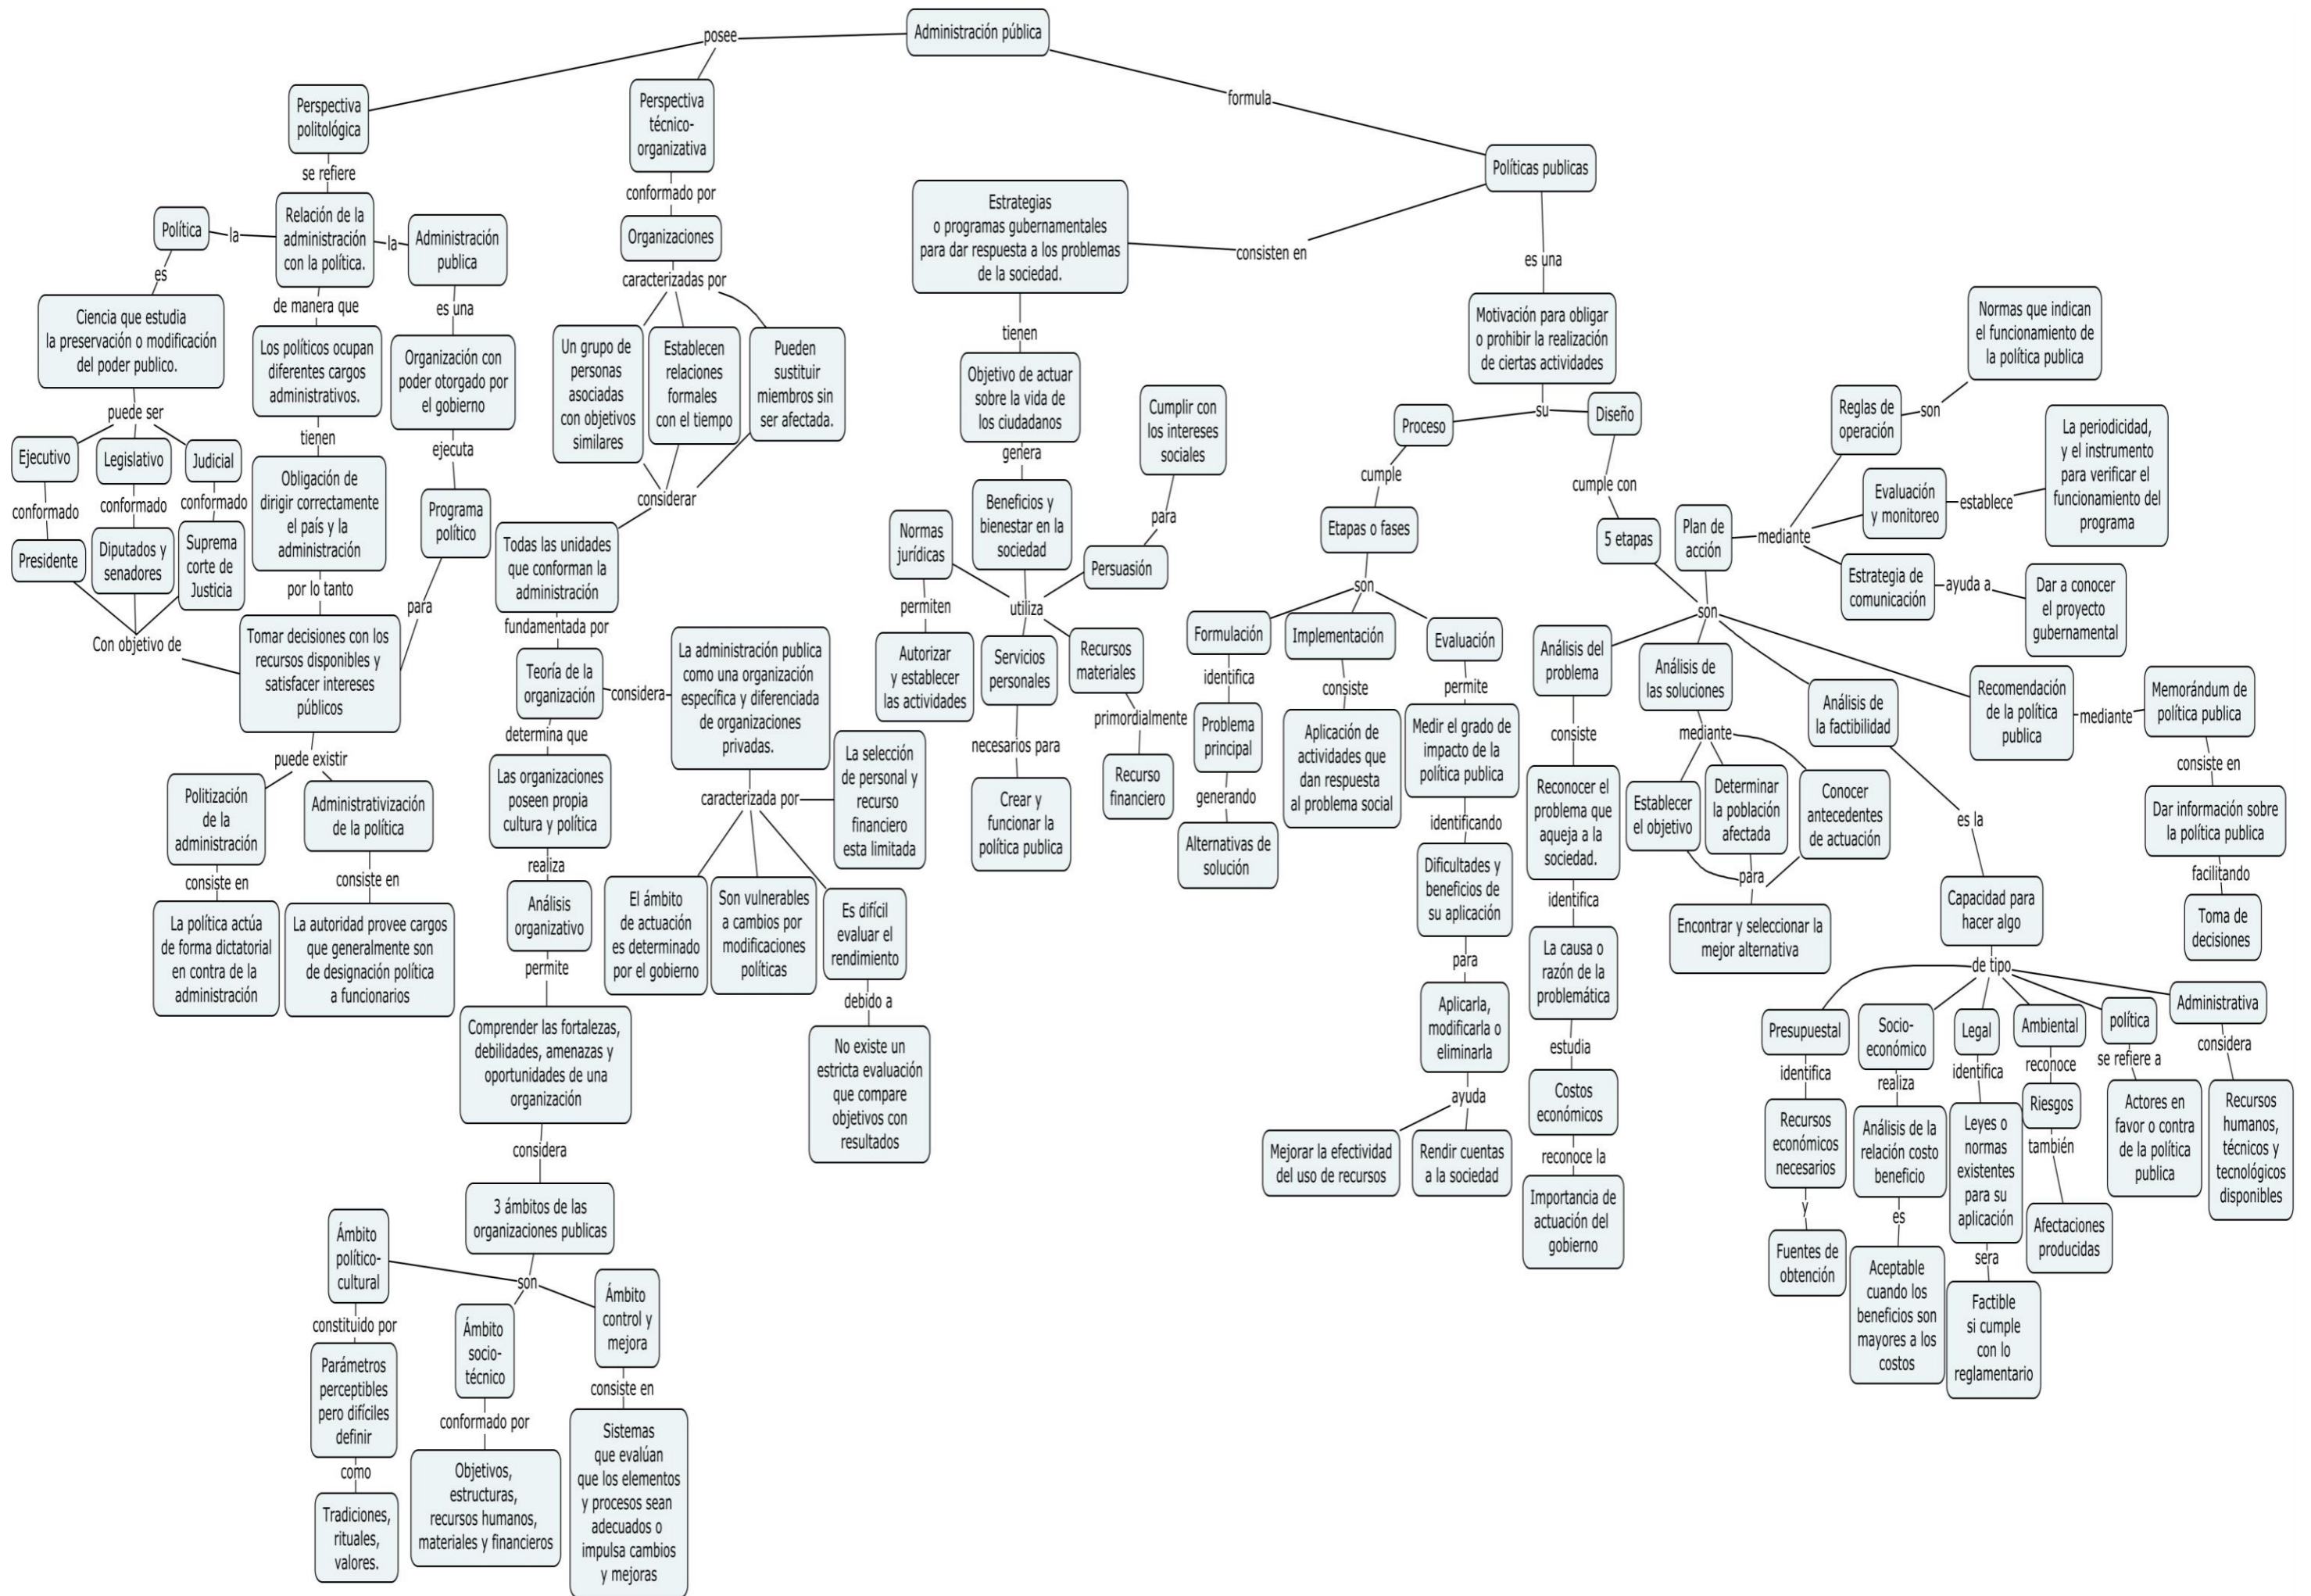 Administración pública
posee
formula
Perspectiva
politológica
se refiere
Relación de la
administración
con la política.
la
Política
es
Ciencia que estudia
la preservación o modificación
del poder publico.
puede ser
Ejecutivo
conformado
Presidente
Legislativo
conformado
Diputados y
senadores
Judicial
conformado
Suprema
corte de
Justicia
Con objetivo de
la
Administración
publica
es una
Organización con
poder otorgado por
el gobierno
ejecuta
Programa
político
para
de manera que
Los políticos ocupan
diferentes cargos
administrativos.
tienen
Obligación de
dirigir correctamente
el país y la
administración
por lo tanto
Tomar decisiones con los
recursos disponibles y
satisfacer intereses
públicos
puede existir
Politización
de la
administración
consiste en
La política actúa
de forma dictatorial
en contra de la
administración
Administrativización
de la política
consiste en
La autoridad provee cargos
que generalmente son
de designación política
a funcionarios
Perspectiva
técnico-
organizativa
conformado por
Organizaciones
caracterizadas por
Un grupo de
personas
asociadas
con objetivos
similares
Establecen
relaciones
formales
con el tiempo
Pueden
sustituir
miembros sin
ser afectada.
considerar
Todas las unidades
que conforman la
administración
fundamentada por
Teoría de la
organización
considera
La administración publica
como una organización
específica y diferenciada
de organizaciones
privadas.
caracterizada por
La selección
de personal y
recurso
financiero
esta limitada
El ámbito
de actuación
es determinado
por el gobierno
Son vulnerables
a cambios por
modificaciones
políticas
Es difícil
evaluar el
rendimiento
debido a
No existe un
estricta evaluación
que compare
objetivos con
resultados
determina que
Las organizaciones
poseen propia
cultura y política
realiza
Análisis
organizativo
permite
Comprender las fortalezas,
debilidades, amenazas y
oportunidades de una
organización
considera
3 ámbitos de las
organizaciones publicas
son
Ámbito
político-
cultural
constituido por
Parámetros
perceptibles
pero difíciles
definir
como
Tradiciones,
rituales,
valores.
Ámbito
socio-
técnico
conformado por
Objetivos,
estructuras,
recursos humanos,
materiales y financieros
Ámbito
control y
mejora
consiste en
Sistemas
que evalúan
que los elementos
y procesos sean
adecuados o
impulsa cambios
y mejoras
Políticas publicas
consisten en
Estrategias
o programas gubernamentales
para dar respuesta a los problemas
de la sociedad.
tienen
Objetivo de actuar
sobre la vida de
los ciudadanos
genera
Beneficios y
bienestar en la
sociedad
utiliza
Normas
jurídicas
permiten
Autorizar
y establecer
las actividades
Servicios
personales
necesarios para
Crear y
funcionar la
política publica
Recursos
materiales
primordialmente
Recurso
financiero
Persuasión
para
Cumplir con
los intereses
sociales
es una
Motivación para obligar
o prohibir la realización
de ciertas actividades
su
Proceso
cumple
Etapas o fases
son
Formulación
identifica
Problema
principal
generando
Alternativas de
solución
Implementación
consiste
Aplicación de
actividades que
dan respuesta
al problema social
Evaluación
permite
Medir el grado de
impacto de la
política publica
identificando
Dificultades y
beneficios de
su aplicación
para
Aplicarla,
modificarla o
eliminarla
ayuda
Mejorar la efectividad
del uso de recursos
Rendir cuentas
a la sociedad
Diseño
cumple con
5 etapas
son
Análisis del
problema
consiste
Reconocer el
problema que
aqueja a la
sociedad.
identifica
La causa o
razón de la
problemática
estudia
Costos
económicos
reconoce la
Importancia de
actuación del
gobierno
Análisis de
las soluciones
mediante
Establecer
el objetivo
Determinar
la población
afectada
Conocer
antecedentes
de actuación
para
Encontrar y seleccionar la
mejor alternativa
Análisis de
la factibilidad
es la
Capacidad para
hacer algo
de tipo
Presupuestal
identifica
Recursos
económicos
necesarios
y
Fuentes de
obtención
Socio-
económico
realiza
Análisis de la
relación costo
beneficio
es
Aceptable
cuando los
beneficios son
mayores a los
costos
Legal
identifica
Leyes o
normas
existentes
para su
aplicación
sera
Factible
si cumple
con lo
reglamentario
Ambiental
reconoce
Riesgos
también
Afectaciones
producidas
política
se refiere a
Actores en
favor o contra
de la política
publica
Administrativa
considera
Recursos
humanos,
técnicos y
tecnológicos
disponibles
Recomendación
de la política
publica
mediante
Memorándum de
política publica
consiste en
Dar información sobre
la política publica
facilitando
Toma de
decisiones
Plan de
acción
mediante
Reglas de
operación
son
Normas que indican
el funcionamiento de
la política publica
Evaluación
y monitoreo
establece
La periodicidad,
y el instrumento
para verificar el
funcionamiento del
programa
Estrategia de
comunicación
ayuda a
Dar a conocer
el proyecto
gubernamental